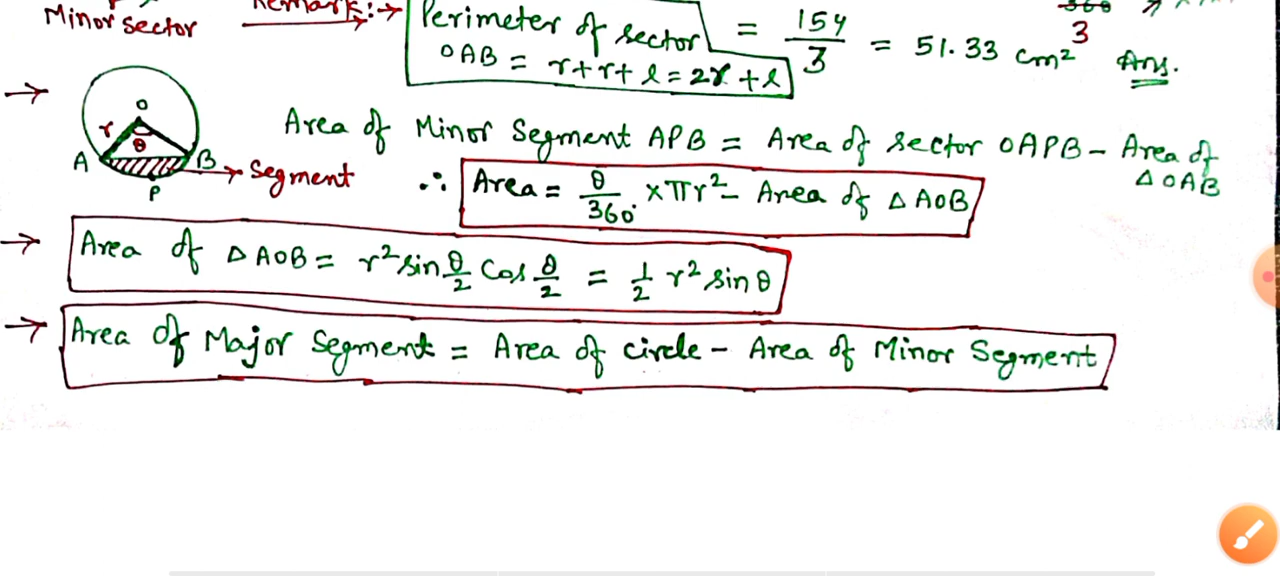 Minor sector
Remark:→
Perimeter of sector
OAB = r+r+l = 2r+l
= 154/3 = 51.33 cm² Ans.
360
3
→
O
r
θ
A
B
P
→ Segment
Area of Minor Segment APB = Area of sector OAPB - Area of
ΔOAB
∴ Area = θ/360° × πr² - Area of ΔAOB
→ Area of ΔAOB = r² sin θ/2 Cos θ/2 = 1/2 r² sin θ
→ Area of Major Segment = Area of circle - Area of Minor Segment